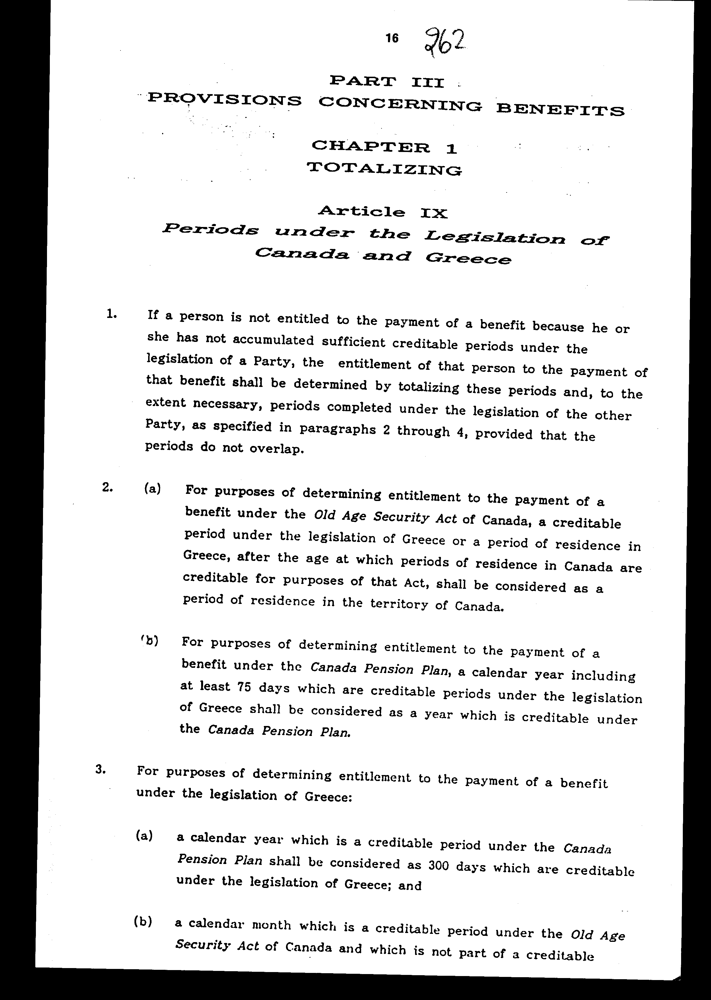 16 262
PART III
PROVISIONS CONCERNING BENEFITS
CHAPTER 1
TOTALIZING
Article IX
Periods under the Legislation of
Canada and Greece
1. If a person is not entitled to the payment of a benefit because he or
she has not accumulated sufficient creditable periods under the
legislation of a Party, the entitlement of that person to the payment of
that benefit shall be determined by totalizing these periods and, to the
extent necessary, periods completed under the legislation of the other
Party, as specified in paragraphs 2 through 4, provided that the
periods do not overlap.
2. (a) For purposes of determining entitlement to the payment of a
benefit under the Old Age Security Act of Canada, a creditable
period under the legislation of Greece or a period of residence in
Greece, after the age at which periods of residence in Canada are
creditable for purposes of that Act, shall be considered as a
period of residence in the territory of Canada.
(b) For purposes of determining entitlement to the payment of a
benefit under the Canada Pension Plan, a calendar year including
at least 75 days which are creditable periods under the legislation
of Greece shall be considered as a year which is creditable under
the Canada Pension Plan.
3. For purposes of determining entitlement to the payment of a benefit
under the legislation of Greece:
(a) a calendar year which is a creditable period under the Canada
Pension Plan shall be considered as 300 days which are creditable
under the legislation of Greece; and
(b) a calendar month which is a creditable period under the Old Age
Security Act of Canada and which is not part of a creditable